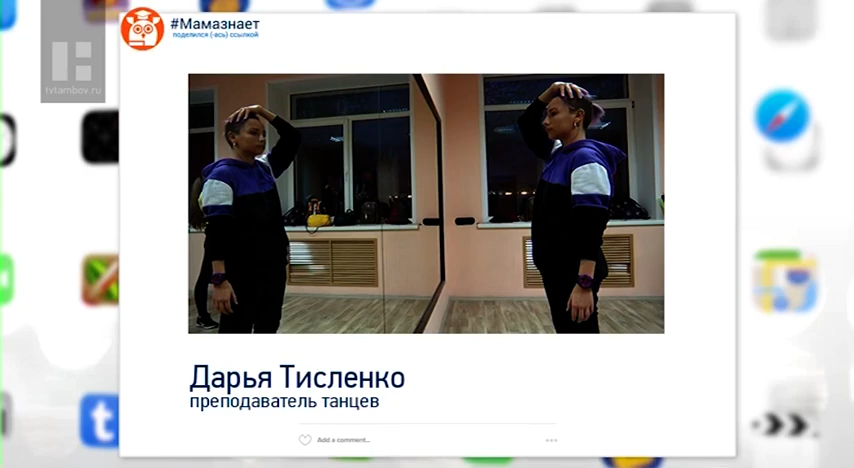 #Мамазнает
поделился (-ась) ссылкой
tvtambov.ru
Дарья Тисленко
преподаватель танцев
Add a comment...